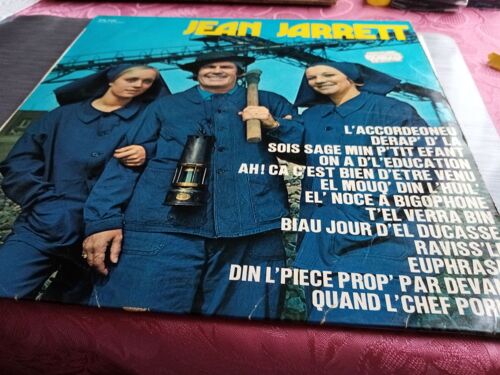 JEAN JARRETT
L'ACCORDEONEU
DERAP' D' LA
SOIS SAGE MIN P'TIT EFANT
ON A D'L'EDUCATION
AH! CA C'EST BIEN D'ETRE VENU
EL MOUQ' DIN L'HUIL
EL' NOCE À BIGOPHONE
T'EL VERRA BIN
BIAU JOUR D'EL DUCASSE
RAVISS'L
EUPHRAS
DIN L'PIECE PROP' PAR DEVA
QUAND L'CHEF POR